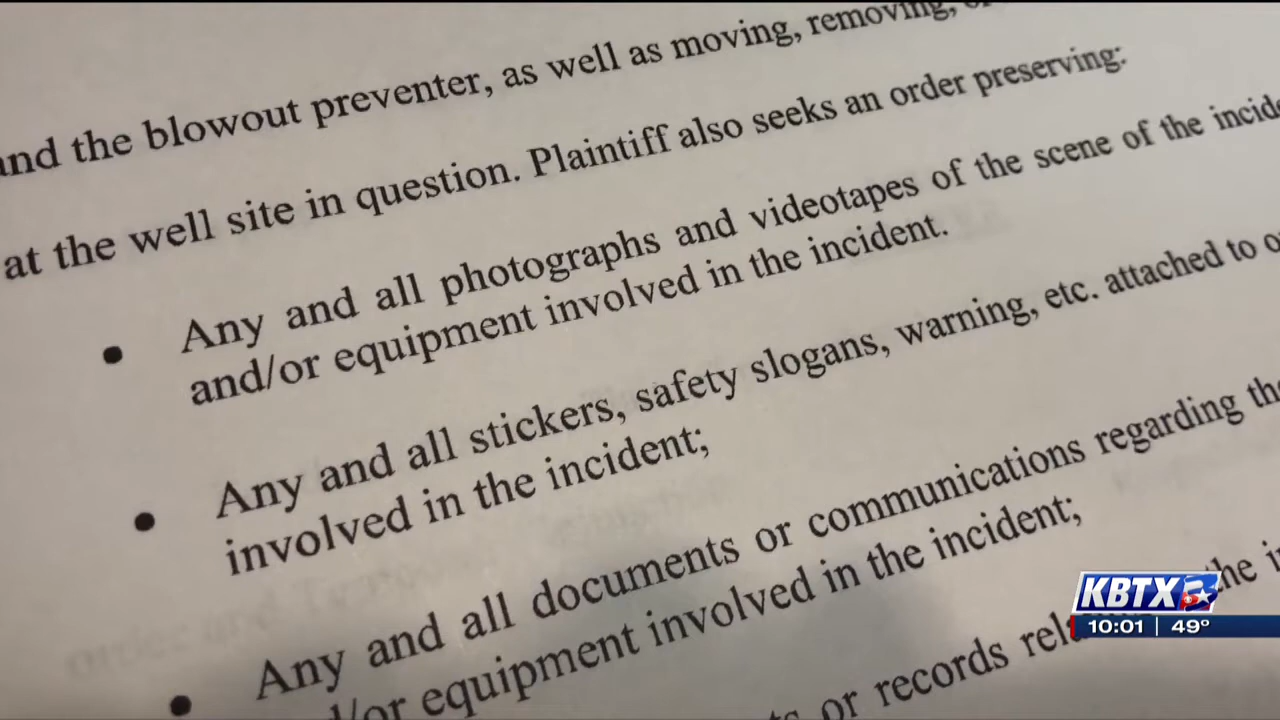 and the blowout preventer, as well as moving, removing,
at the well site in question. Plaintiff also seeks an order preserving:
• Any and all photographs and videotapes of the scene of the
and/or equipment involved in the incident.
• Any and all stickers, safety slogans, warning, etc. attached to
involved in the incident;
• Any and all documents or communications regarding
equipment involved in the incident;
or records the
KBTX
10:01 | 49°